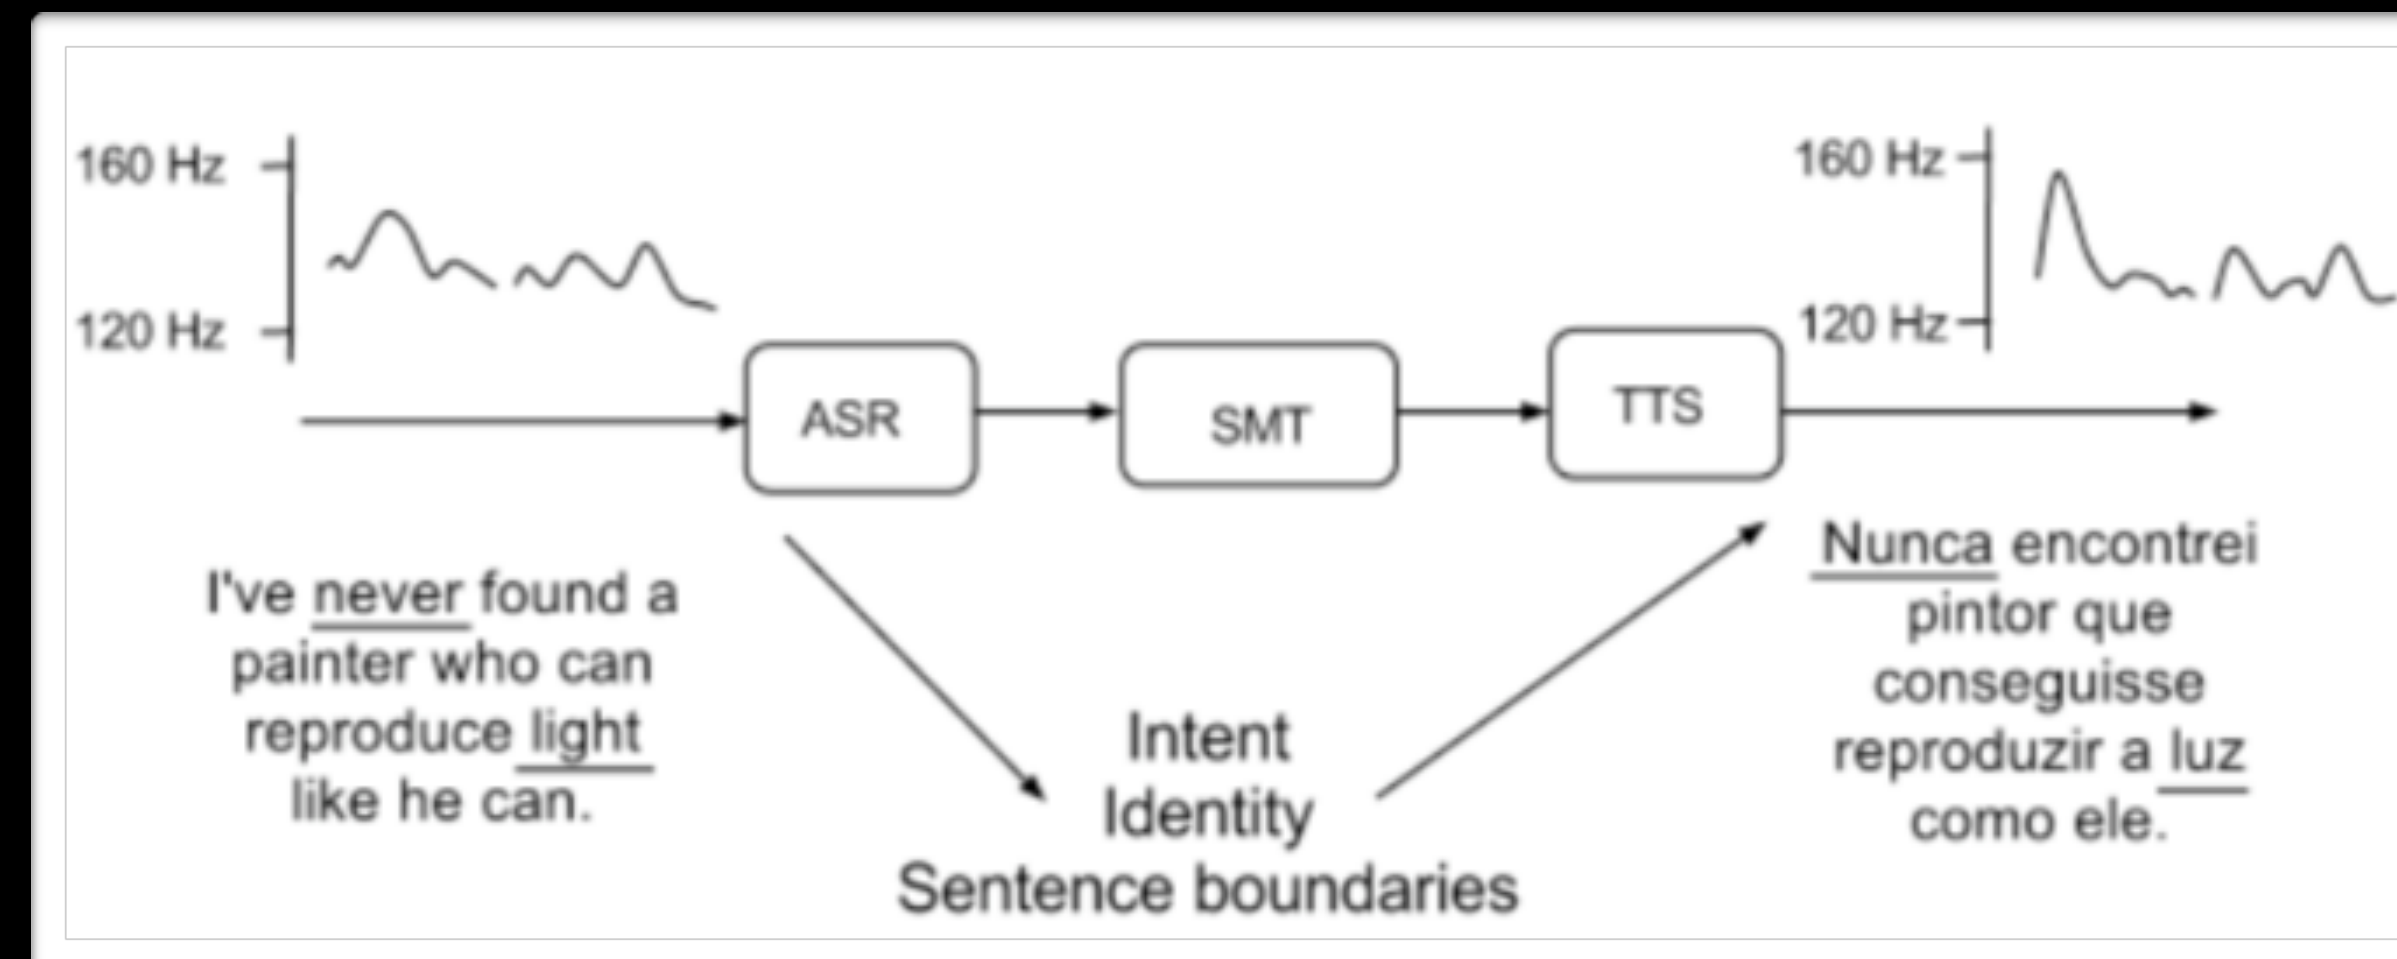 160 Hz
120 Hz
160 Hz
120 Hz
ASR
SMT
TTS
I've never found a
painter who can
reproduce light
like he can.
Intent
Identity
Sentence boundaries
Nunca encontrei
pintor que
conseguisse
reproduzir a luz
como ele.